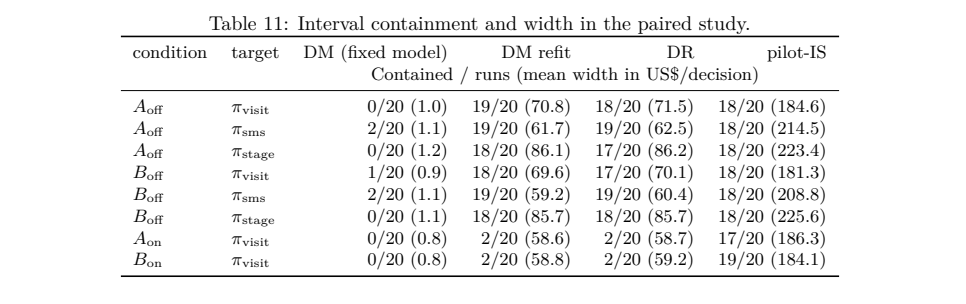 Table 11: Interval containment and width in the paired study.
condition target DM (fixed model) DM refit DR pilot-IS
Contained / runs (mean width in US$/decision)
A_off π_visit 0/20 (1.0) 19/20 (70.8) 18/20 (71.5) 18/20 (184.6)
A_off π_sms 2/20 (1.1) 19/20 (61.7) 19/20 (62.5) 18/20 (214.5)
A_off π_stage 0/20 (1.2) 18/20 (86.1) 17/20 (86.2) 18/20 (223.4)
B_off π_visit 1/20 (0.9) 18/20 (69.6) 17/20 (70.1) 18/20 (181.3)
B_off π_sms 2/20 (1.1) 19/20 (59.2) 19/20 (60.4) 18/20 (208.8)
B_off π_stage 0/20 (1.1) 18/20 (85.7) 18/20 (85.7) 18/20 (225.6)
A_on π_visit 0/20 (0.8) 2/20 (58.6) 2/20 (58.7) 17/20 (186.3)
B_on π_visit 0/20 (0.8) 2/20 (58.8) 2/20 (59.2) 19/20 (184.1)